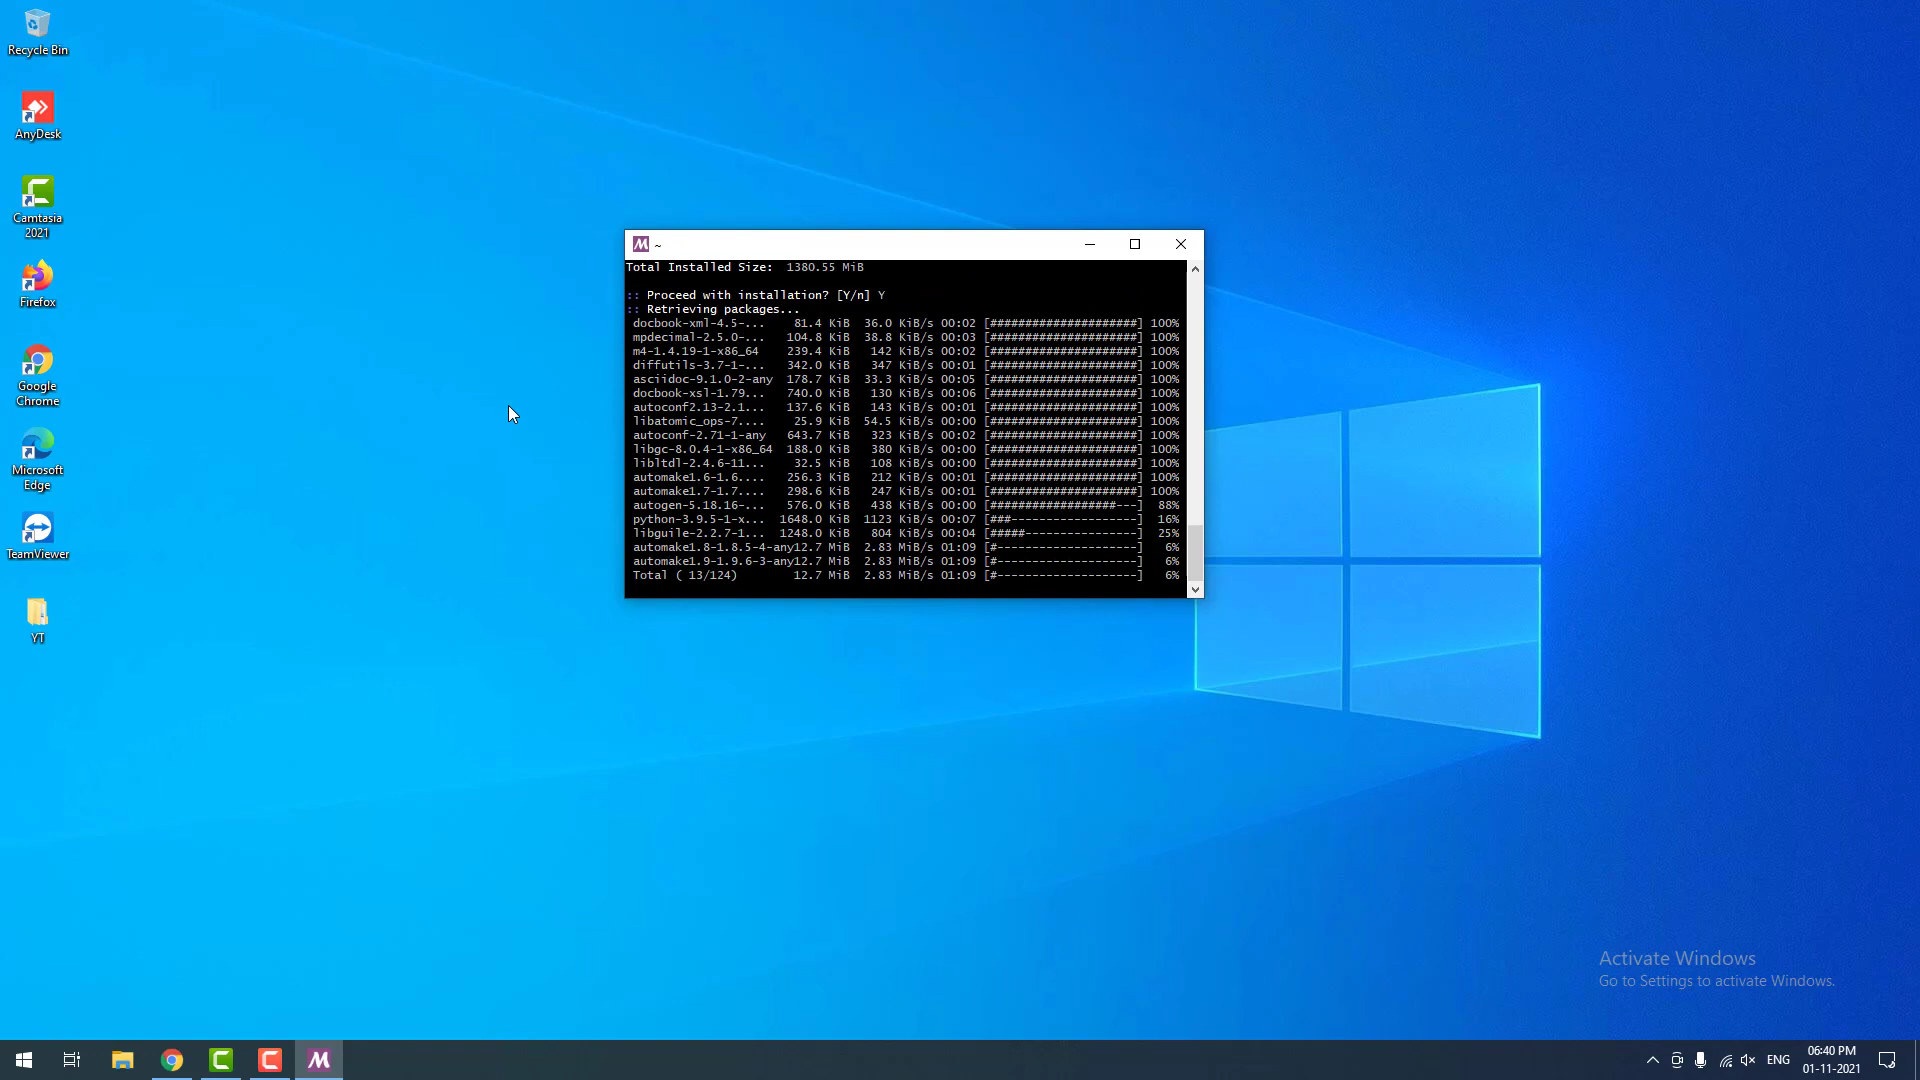 Recycle Bin
AnyDesk
Camtasia
2021
Firefox
Google
Chrome
Microsoft
Edge
TeamViewer
YT
~
Total Installed Size:  1380.55 MiB
:: Proceed with installation? [Y/n] Y
:: Retrieving packages...
docbook-xml-4.5-...    81.4 KiB  36.0 KiB/s 00:02 [#####################] 100%
mpdecimal-2.5.0-...   104.8 KiB  38.8 KiB/s 00:03 [#####################] 100%
m4-1.4.19-1-x86_64    239.4 KiB   142 KiB/s 00:02 [#####################] 100%
diffutils-3.7-1-...   342.0 KiB   347 KiB/s 00:01 [#####################] 100%
asciidoc-9.1.0-2-any  178.7 KiB  33.3 KiB/s 00:05 [#####################] 100%
docbook-xsl-1.79...   740.0 KiB   130 KiB/s 00:06 [#####################] 100%
autoconf2.13-2.1...   137.6 KiB   143 KiB/s 00:01 [#####################] 100%
libatomic_ops-7....    25.9 KiB  54.5 KiB/s 00:00 [#####################] 100%
autoconf-2.71-1-any   643.7 KiB   323 KiB/s 00:02 [#####################] 100%
libgc-8.0.4-1-x86_64  188.0 KiB   380 KiB/s 00:00 [#####################] 100%
libltdl-2.4.6-11...    32.5 KiB   108 KiB/s 00:00 [#####################] 100%
automake1.6-1.6....   256.3 KiB   212 KiB/s 00:01 [#####################] 100%
automake1.7-1.7....   298.6 KiB   247 KiB/s 00:01 [#####################] 100%
autogen-5.18.16-...   576.0 KiB   438 KiB/s 00:00 [##################---]  88%
python-3.9.5-1-x...  1648.0 KiB  1123 KiB/s 00:07 [###------------------]  16%
libguile-2.2.7-1...  1248.0 KiB   804 KiB/s 00:04 [#####----------------]  25%
automake1.8-1.8.5-4-any12.7 MiB  2.83 MiB/s 01:09 [#--------------------]   6%
automake1.9-1.9.6-3-any12.7 MiB  2.83 MiB/s 01:09 [#--------------------]   6%
Total ( 13/124)        12.7 MiB  2.83 MiB/s 01:09 [#--------------------]   6%
Activate Windows
Go to Settings to activate Windows.
ENG
06:40 PM
01-11-2021